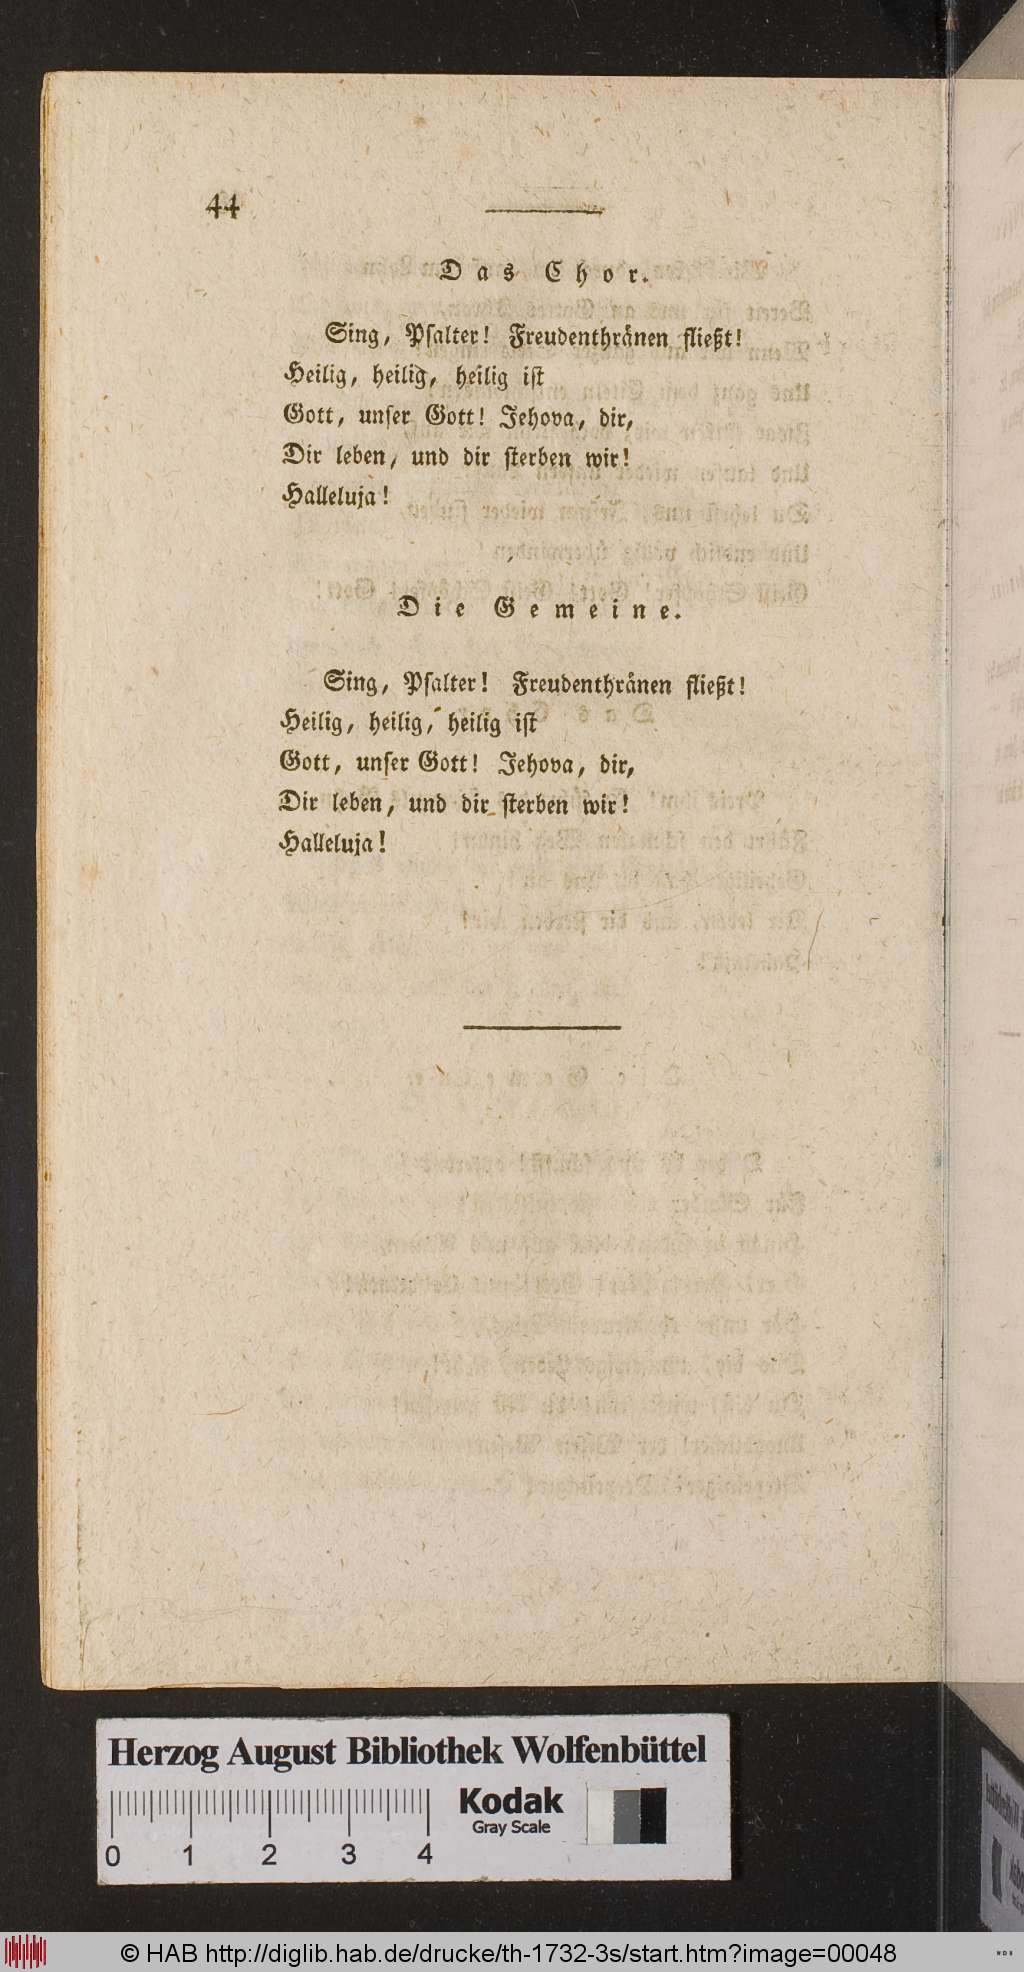 44
Das Chor.
Sing, Psalter! Freudenthränen fließt!
Heilig, heilig, heilig ist
Gott, unser Gott! Jehova, dir,
Dir leben, und dir sterben wir!
Halleluja!
Die Gemeine.
Sing, Psalter! Freudenthränen fließt!
Heilig, heilig, heilig ist
Gott, unser Gott! Jehova, dir,
Dir leben, und dir sterben wir!
Halleluja!
Herzog August Bibliothek Wolfenbüttel
Kodak
Gray Scale
0 1 2 3 4
© HAB http://diglib.hab.de/drucke/th-1732-3s/start.htm?image=00048